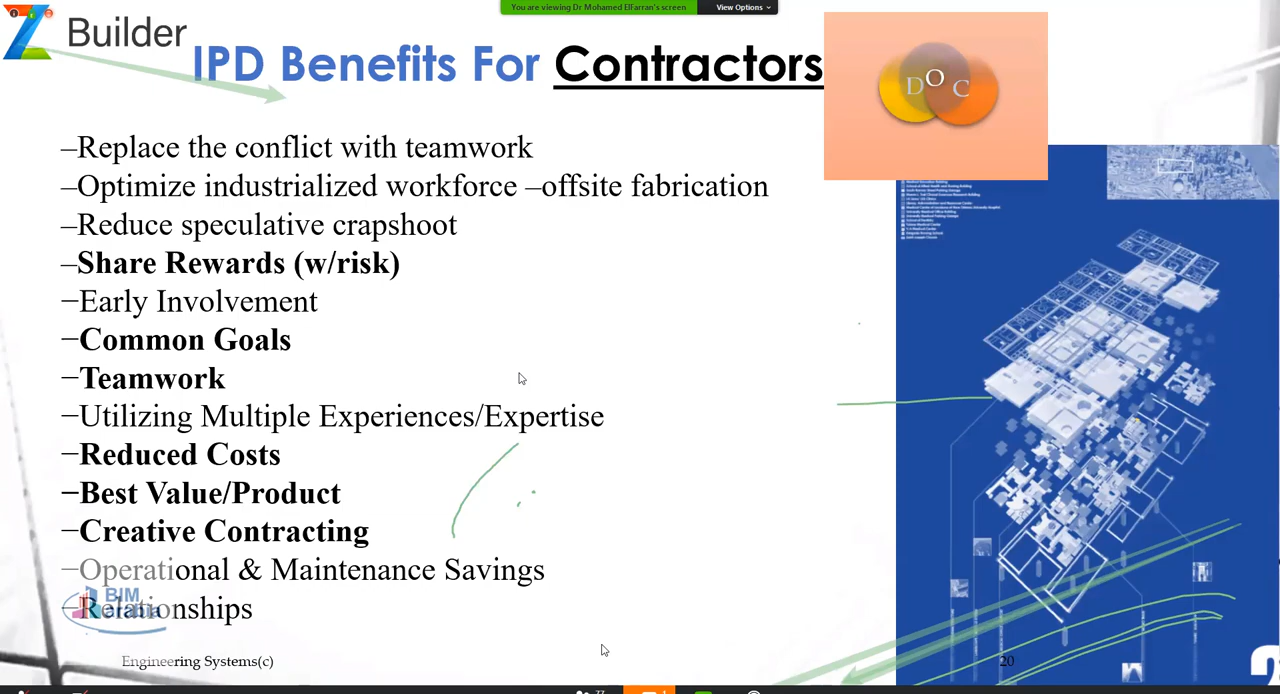 You are viewing Dr Mohamed ElFarran's screen
View Options
Builder
IPD Benefits For Contractors
D O C
–Replace the conflict with teamwork
–Optimize industrialized workforce –offsite fabrication
–Reduce speculative crapshoot
–Share Rewards (w/risk)
–Early Involvement
–Common Goals
–Teamwork
–Utilizing Multiple Experiences/Expertise
–Reduced Costs
–Best Value/Product
–Creative Contracting
–Operational & Maintenance Savings
–Relationships
BIM
arabia
Engineering Systems(c)
20